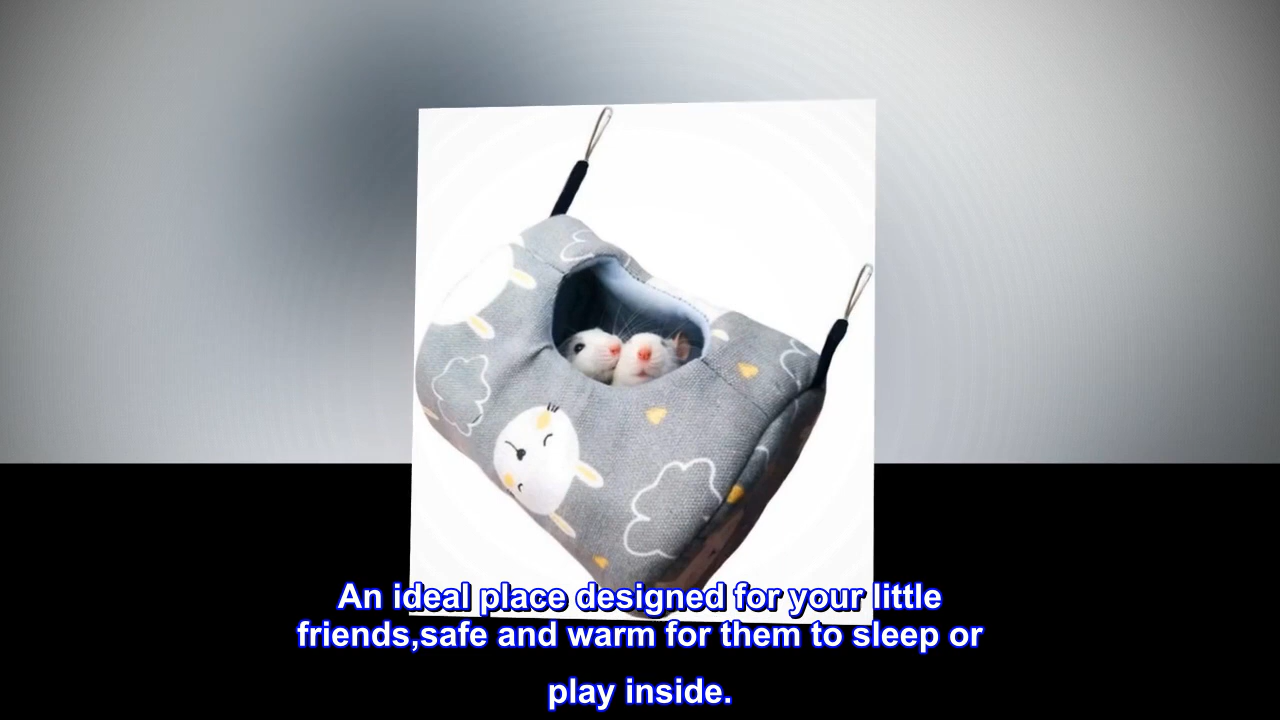 An ideal place designed for your little
friends,safe and warm for them to sleep or
play inside.